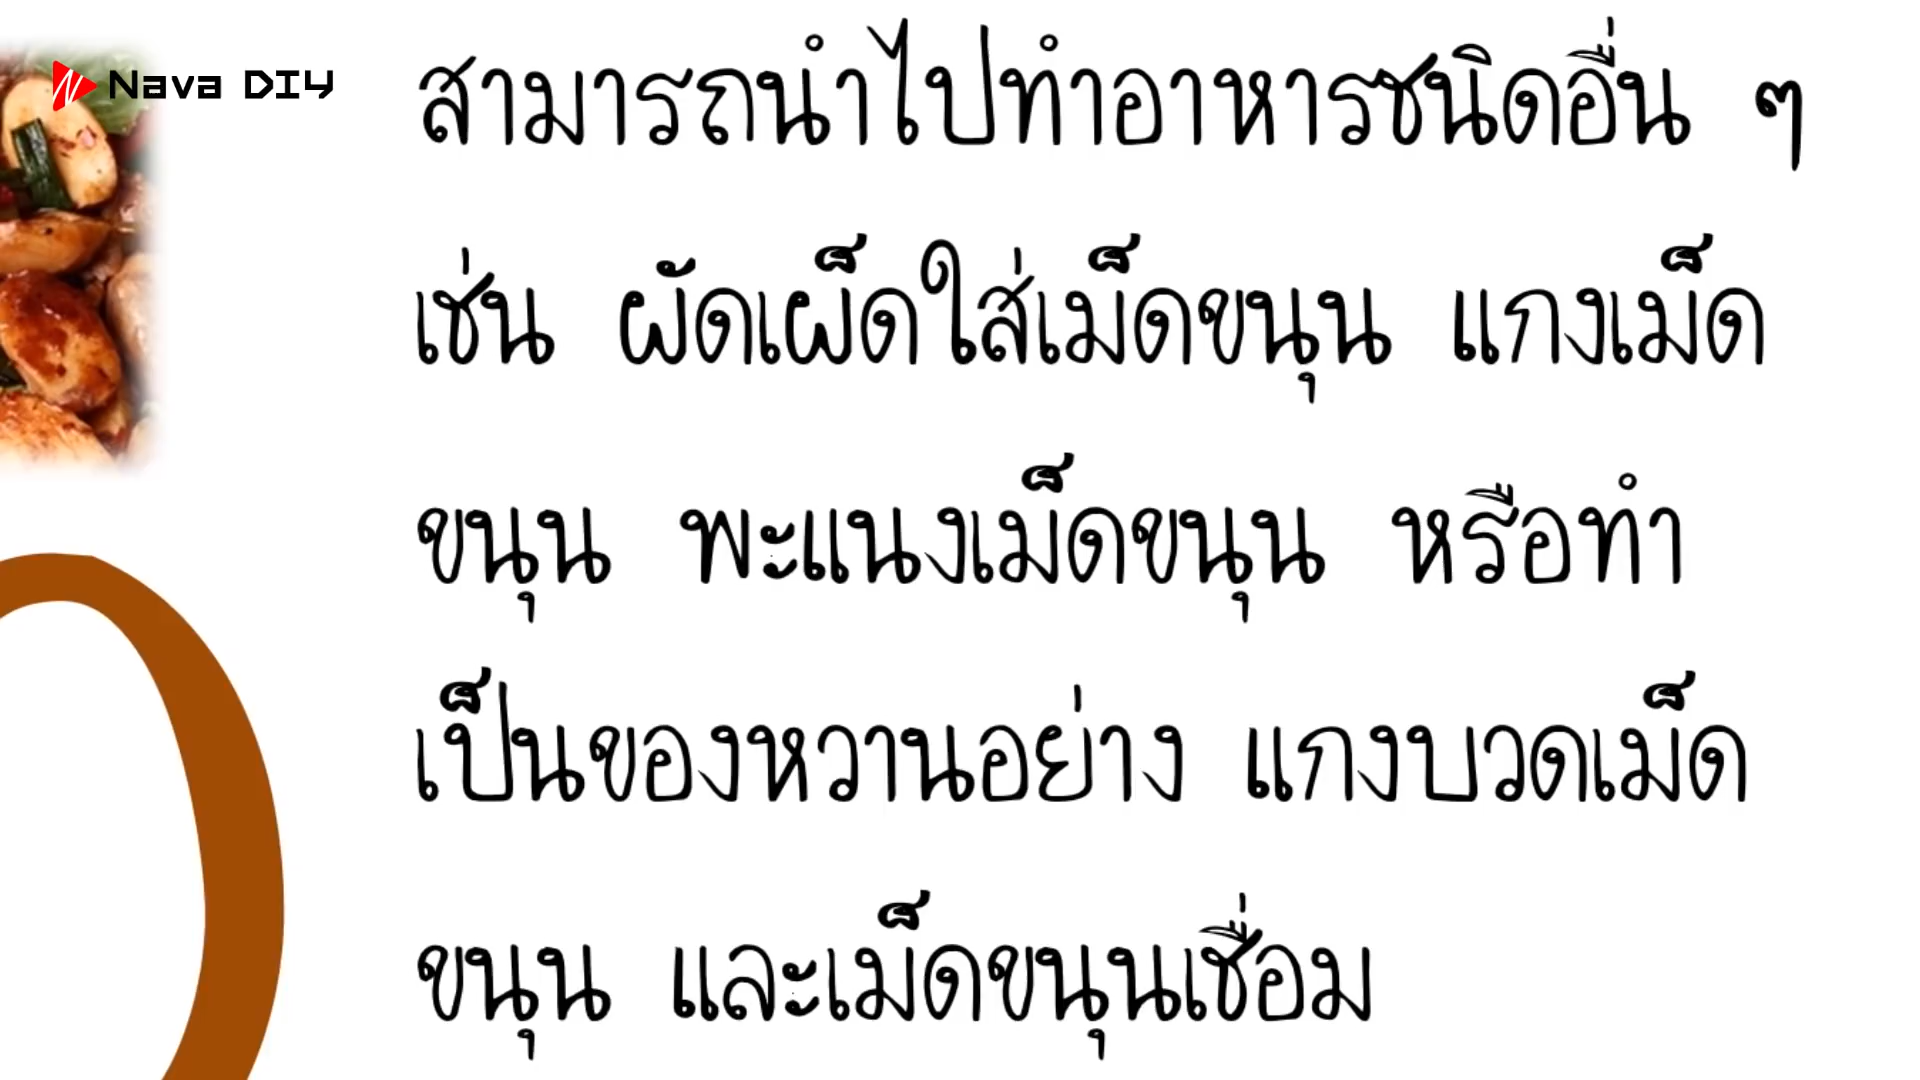 Nava DIY
สามารถนำไปทำอาหารชนิดอื่น ๆ
เช่น ผัดเผ็ดใส่เม็ดขนุน แกงเม็ด
ขนุน พะแนงเม็ดขนุน หรือทำ
เป็นของหวานอย่าง แกงบวดเม็ด
ขนุน และเม็ดขนุนเชื่อม